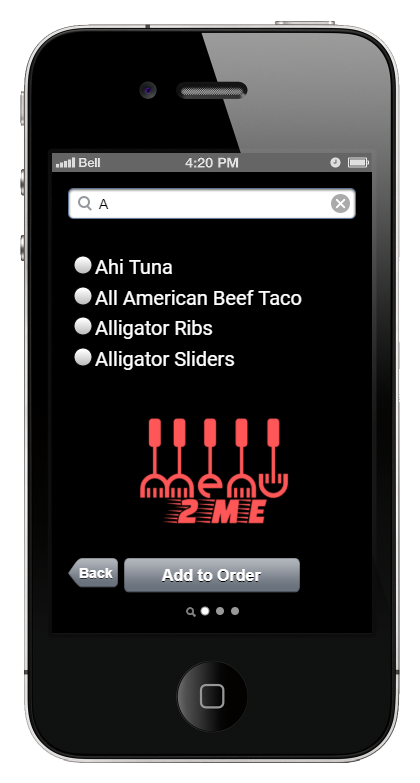 Bell 4:20 PM
A
Ahi Tuna
All American Beef Taco
Alligator Ribs
Alligator Sliders
menu
2 ME
Back Add to Order